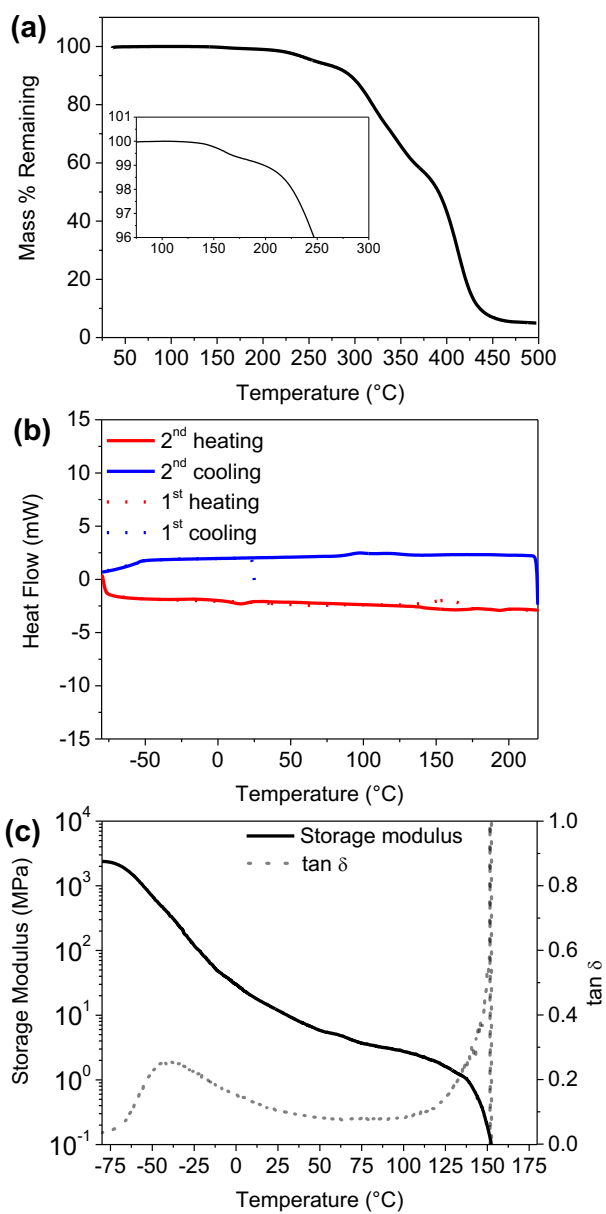 (a)
Mass % Remaining
100
80
60
40
20
0
101
100
99
98
97
96
100 150 200 250 300
50 100 150 200 250 300 350 400 450 500
Temperature (°C)
(b)
Heat Flow (mW)
15
10
5
0
-5
-10
-15
2nd heating
2nd cooling
1st heating
1st cooling
-50 0 50 100 150 200
Temperature (°C)
(c)
Storage Modulus (MPa)
10^4
10^3
10^2
10^1
10^0
10^-1
Storage modulus
tan δ
1.0
0.8
0.6
0.4
0.2
0.0
tan δ
-75 -50 -25 0 25 50 75 100 125 150 175
Temperature (°C)